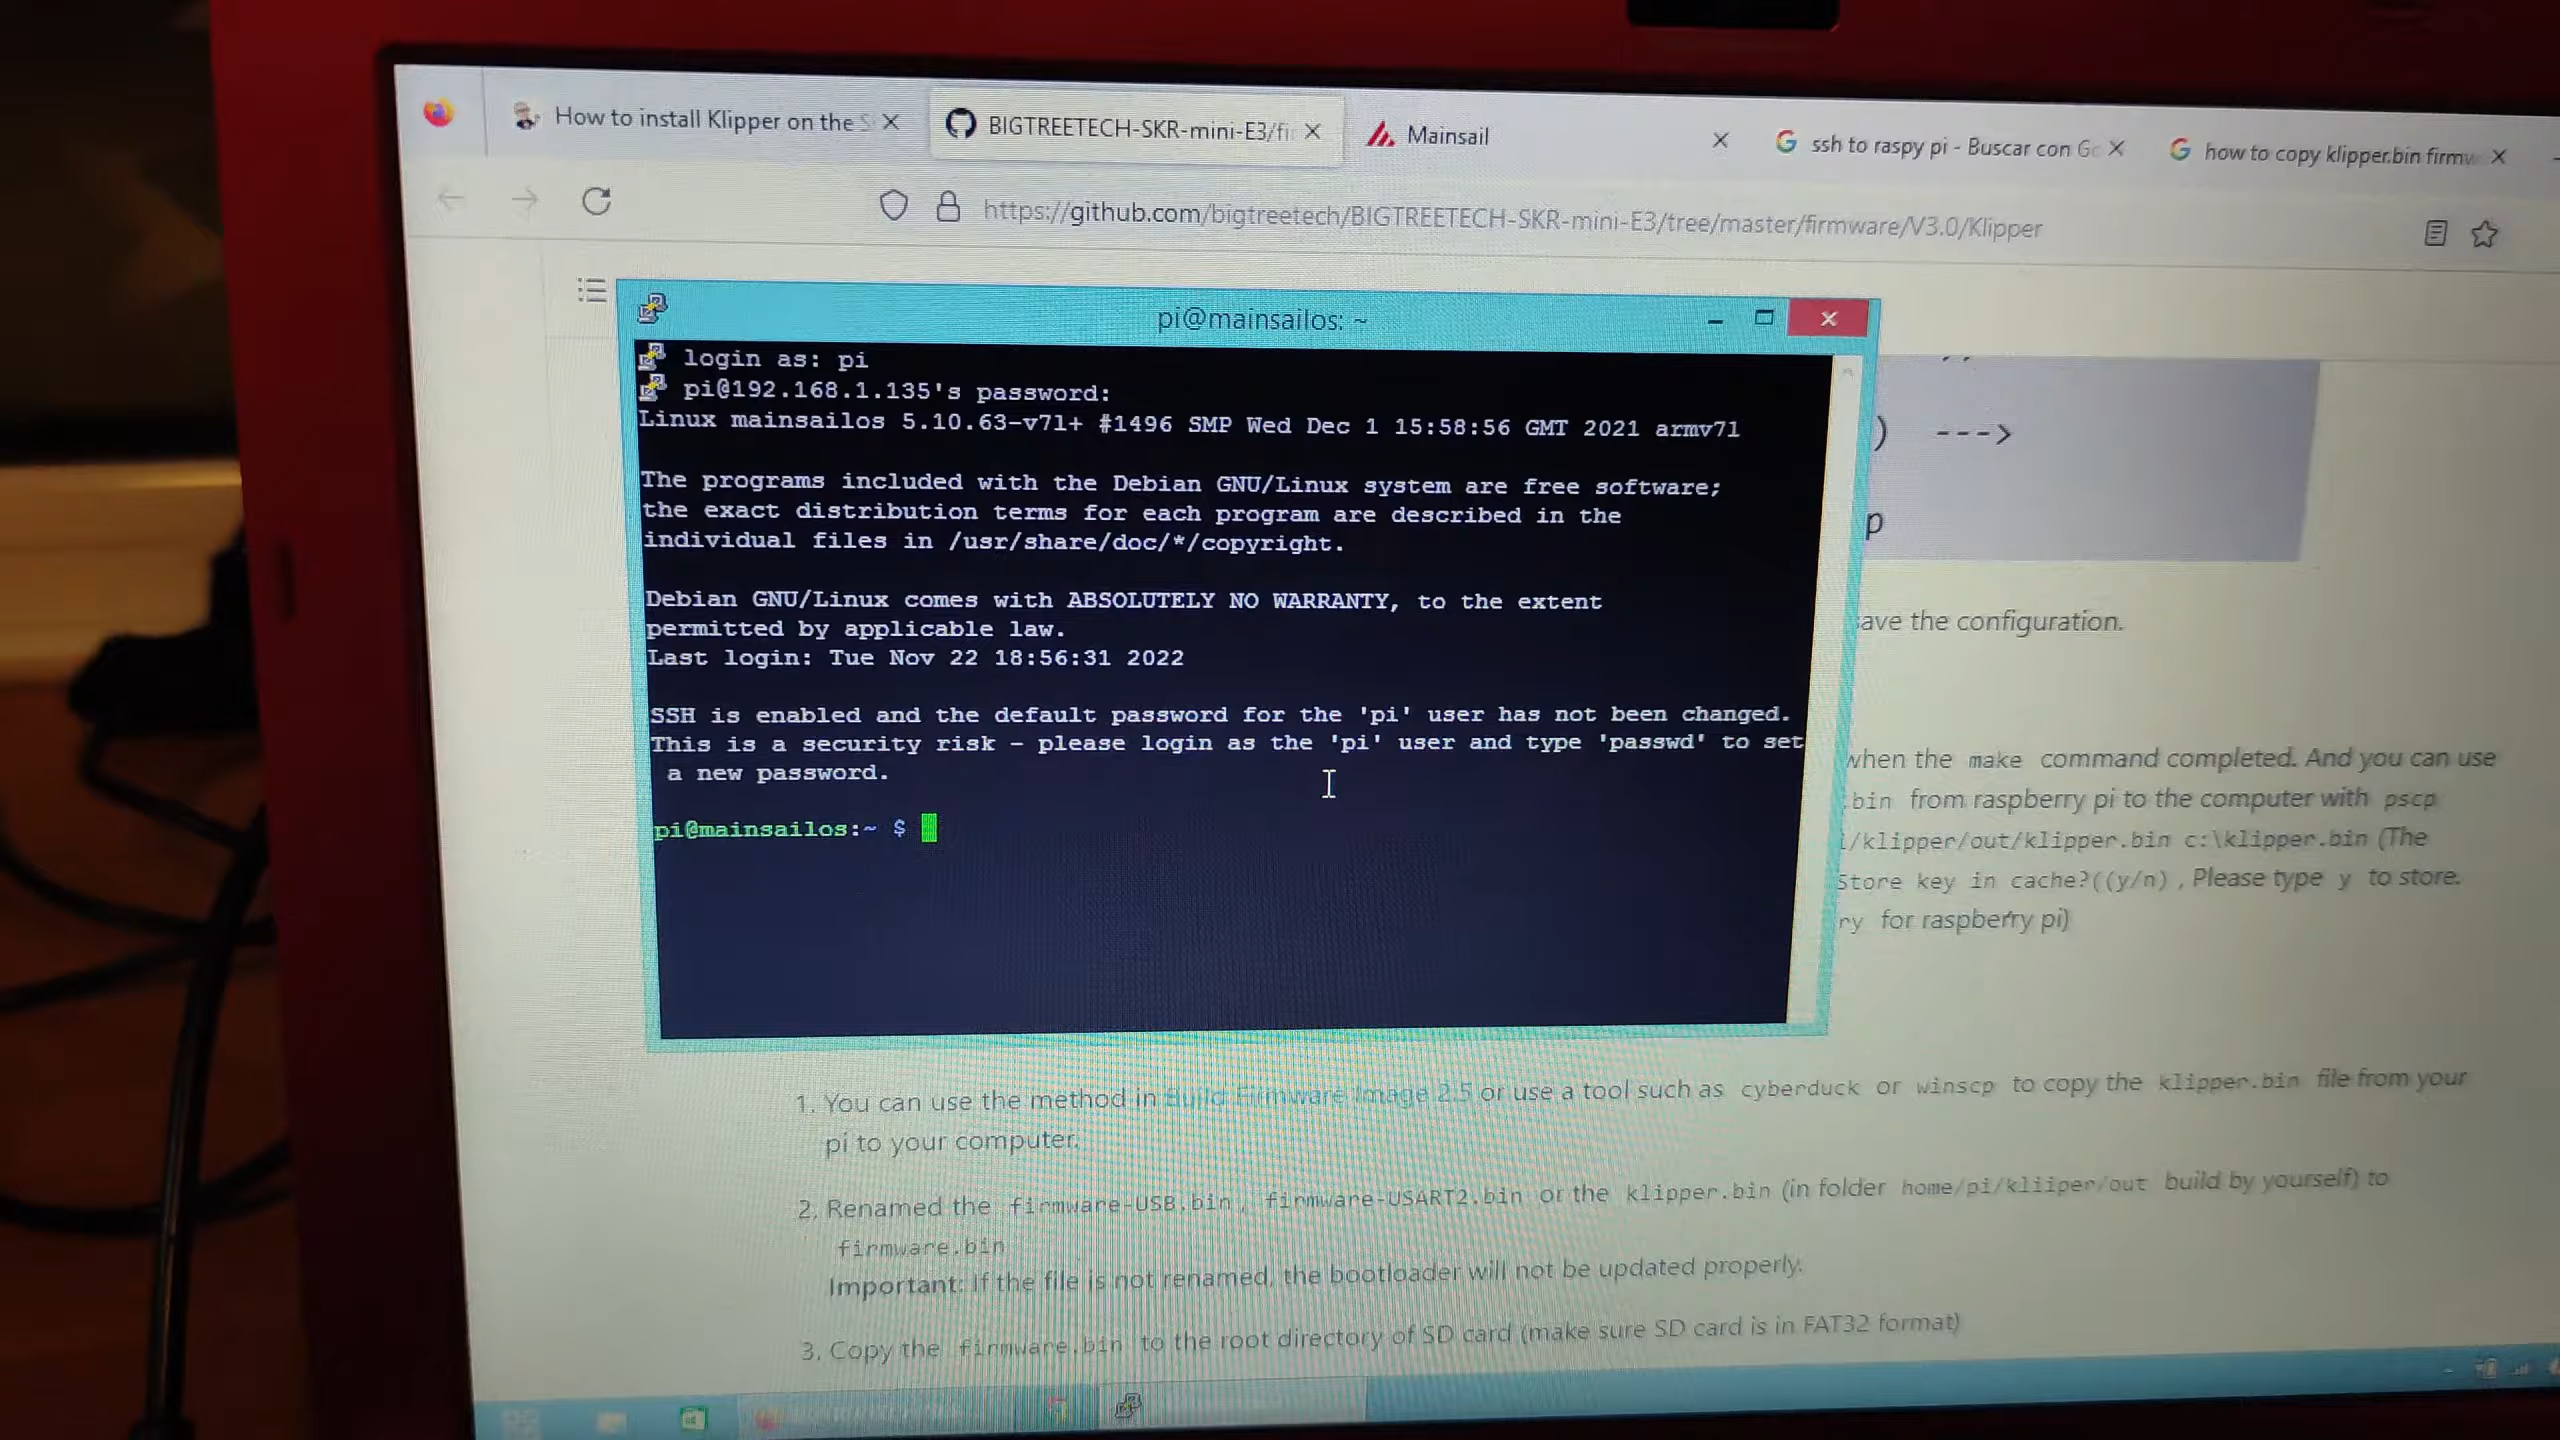 How to install Klipper on the S
BIGTREETECH-SKR-mini-E3/fi
Mainsail
ssh to raspy pi - Buscar con Go
how to copy klipper.bin firmw
https://github.com/bigtreetech/BIGTREETECH-SKR-mini-E3/tree/master/firmware/V3.0/Klipper
pi@mainsailos: ~
login as: pi
pi@192.168.1.135's password:
Linux mainsailos 5.10.63-v7l+ #1496 SMP Wed Dec 1 15:58:56 GMT 2021 armv7l
The programs included with the Debian GNU/Linux system are free software;
the exact distribution terms for each program are described in the
individual files in /usr/share/doc/*/copyright.
Debian GNU/Linux comes with ABSOLUTELY NO WARRANTY, to the extent
permitted by applicable law.
Last login: Tue Nov 22 18:56:31 2022
SSH is enabled and the default password for the 'pi' user has not been changed.
This is a security risk - please login as the 'pi' user and type 'passwd' to set
a new password.
pi@mainsailos:~ $
) --->
p
ave the configuration.
when the make command completed. And you can use
.bin from raspberry pi to the computer with pscp
i/klipper/out/klipper.bin c:\klipper.bin (The
Store key in cache?((y/n) , Please type y to store.
ry for raspberry pi)
1. You can use the method in Build Firmware Image 2.5 or use a tool such as cyberduck or winscp to copy the klipper.bin file from your
pi to your computer.
2. Renamed the firmware-USB.bin , firmware-USART2.bin or the klipper.bin (in folder home/pi/kliiper/out build by yourself) to
firmware.bin
Important: If the file is not renamed, the bootloader will not be updated properly.
3. Copy the firmware.bin to the root directory of SD card (make sure SD card is in FAT32 format)